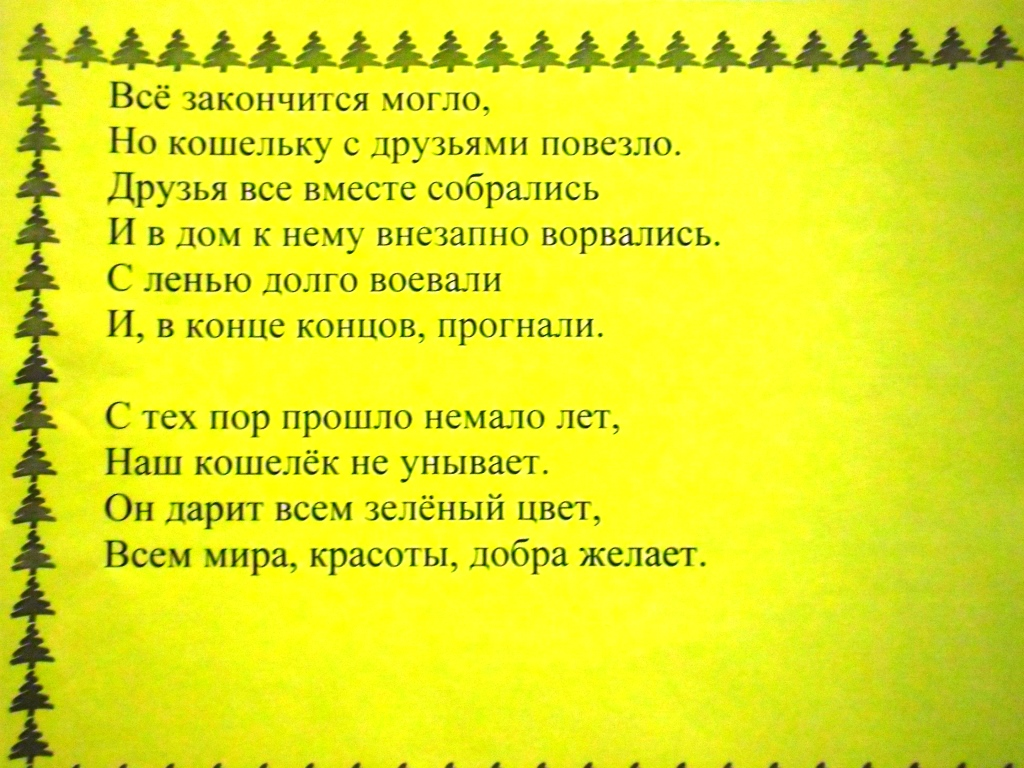 Всё закончится могло,
Но кошельку с друзьями повезло.
Друзья все вместе собрались
И в дом к нему внезапно ворвались.
С ленью долго воевали
И, в конце концов, прогнали.
С тех пор прошло немало лет,
Наш кошелёк не унывает.
Он дарит всем зелёный цвет,
Всем мира, красоты, добра желает.